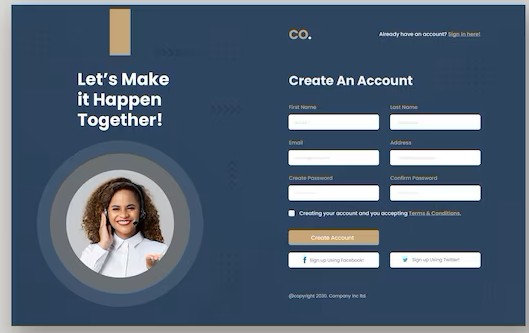 Let's Make
it Happen
Together!
CO.
Already have an account? Sign in here!
Create An Account
First Name
Last Name
Email
Address
Create Password
Confirm Password
Creating your account and you accepting Terms & Conditions.
Create Account
Sign up Using Facebook!
Sign up Using Twitter!
@copyright 2030. Company Inn ltd.